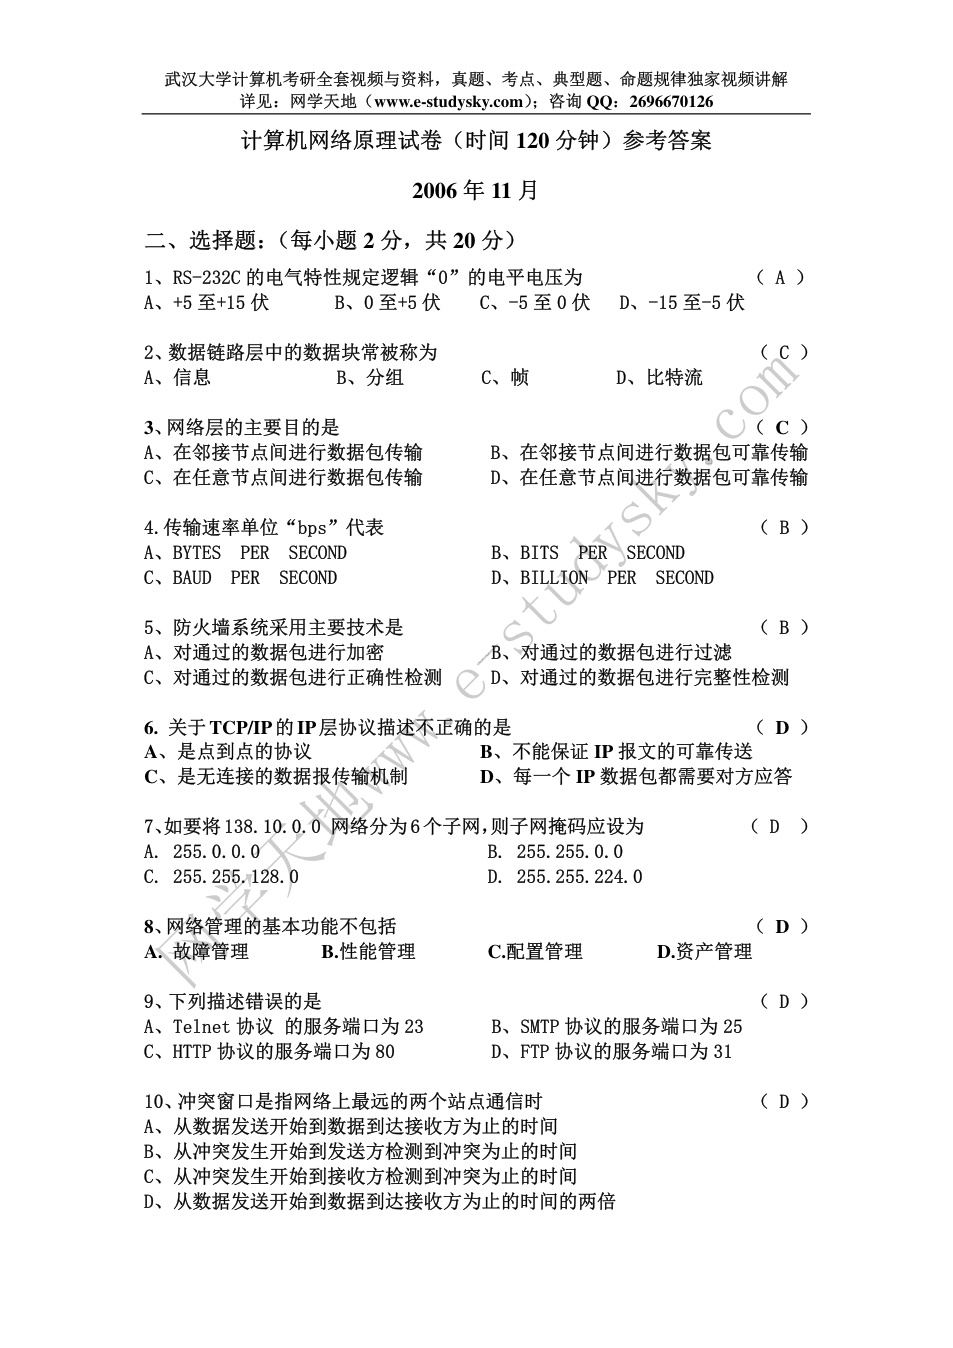 武汉大学计算机考研全套视频与资料，真题、考点、典型题、命题规律独家视频讲解
详见：网学天地（www.e-studysky.com）；咨询 QQ：2696670126
计算机网络原理试卷（时间 120 分钟）参考答案
2006 年 11 月
二、选择题：（每小题 2 分，共 20 分）
1、RS-232C 的电气特性规定逻辑“0”的电平电压为 （ A ）
A、+5 至+15 伏 B、0 至+5 伏 C、-5 至 0 伏 D、-15 至-5 伏
2、数据链路层中的数据块常被称为 （ C ）
A、信息 B、分组 C、帧 D、比特流
3、网络层的主要目的是 （ C ）
A、在邻接节点间进行数据包传输 B、在邻接节点间进行数据包可靠传输
C、在任意节点间进行数据包传输 D、在任意节点间进行数据包可靠传输
4.传输速率单位“bps”代表 （ B ）
A、BYTES PER SECOND B、BITS PER SECOND
C、BAUD PER SECOND D、BILLION PER SECOND
5、防火墙系统采用主要技术是 （ B ）
A、对通过的数据包进行加密 B、对通过的数据包进行过滤
C、对通过的数据包进行正确性检测 D、对通过的数据包进行完整性检测
6. 关于 TCP/IP 的 IP 层协议描述不正确的是 （ D ）
A、是点到点的协议 B、不能保证 IP 报文的可靠传送
C、是无连接的数据报传输机制 D、每一个 IP 数据包都需要对方应答
7、如要将 138.10.0.0 网络分为 6 个子网，则子网掩码应设为 （ D ）
A. 255.0.0.0 B. 255.255.0.0
C. 255.255.128.0 D. 255.255.224.0
8、网络管理的基本功能不包括 （ D ）
A. 故障管理 B.性能管理 C.配置管理 D.资产管理
9、下列描述错误的是 （ D ）
A、Telnet 协议 的服务端口为 23 B、SMTP 协议的服务端口为 25
C、HTTP 协议的服务端口为 80 D、FTP 协议的服务端口为 31
10、冲突窗口是指网络上最远的两个站点通信时 （ D ）
A、从数据发送开始到数据到达接收方为止的时间
B、从冲突发生开始到发送方检测到冲突为止的时间
C、从冲突发生开始到接收方检测到冲突为止的时间
D、从数据发送开始到数据到达接收方为止的时间的两倍
网学天地www.e-studysky.com